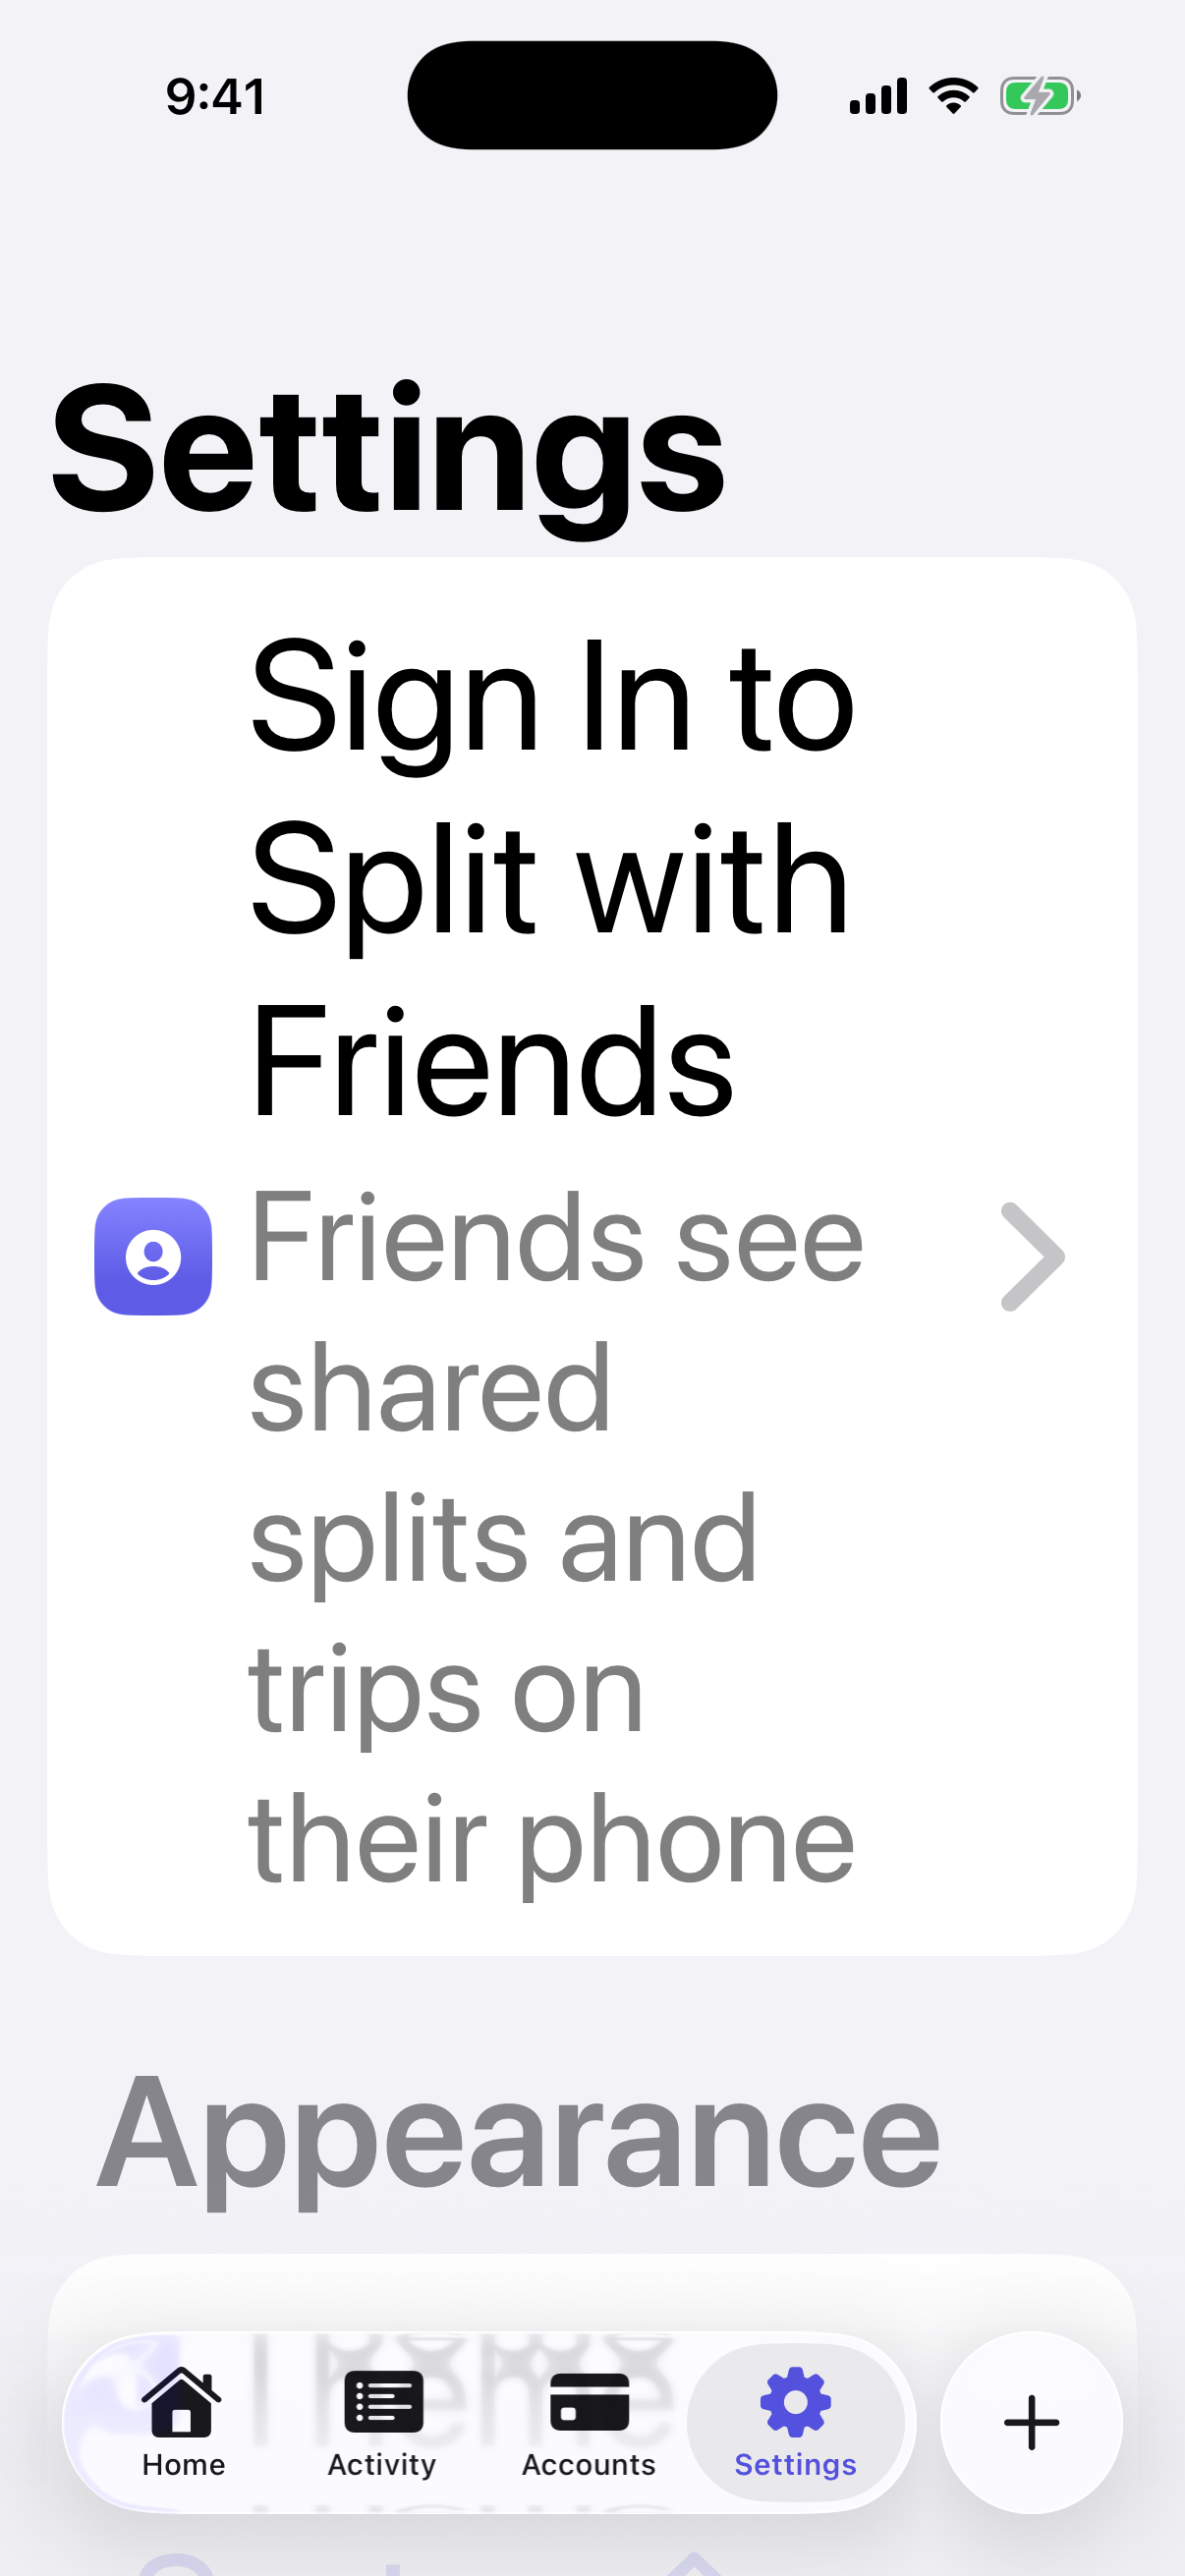 9:41
Settings
Sign In to
Split with
Friends
Friends see
shared
splits and
trips on
their phone
Appearance
Theme
Home
Activity
Accounts
Settings